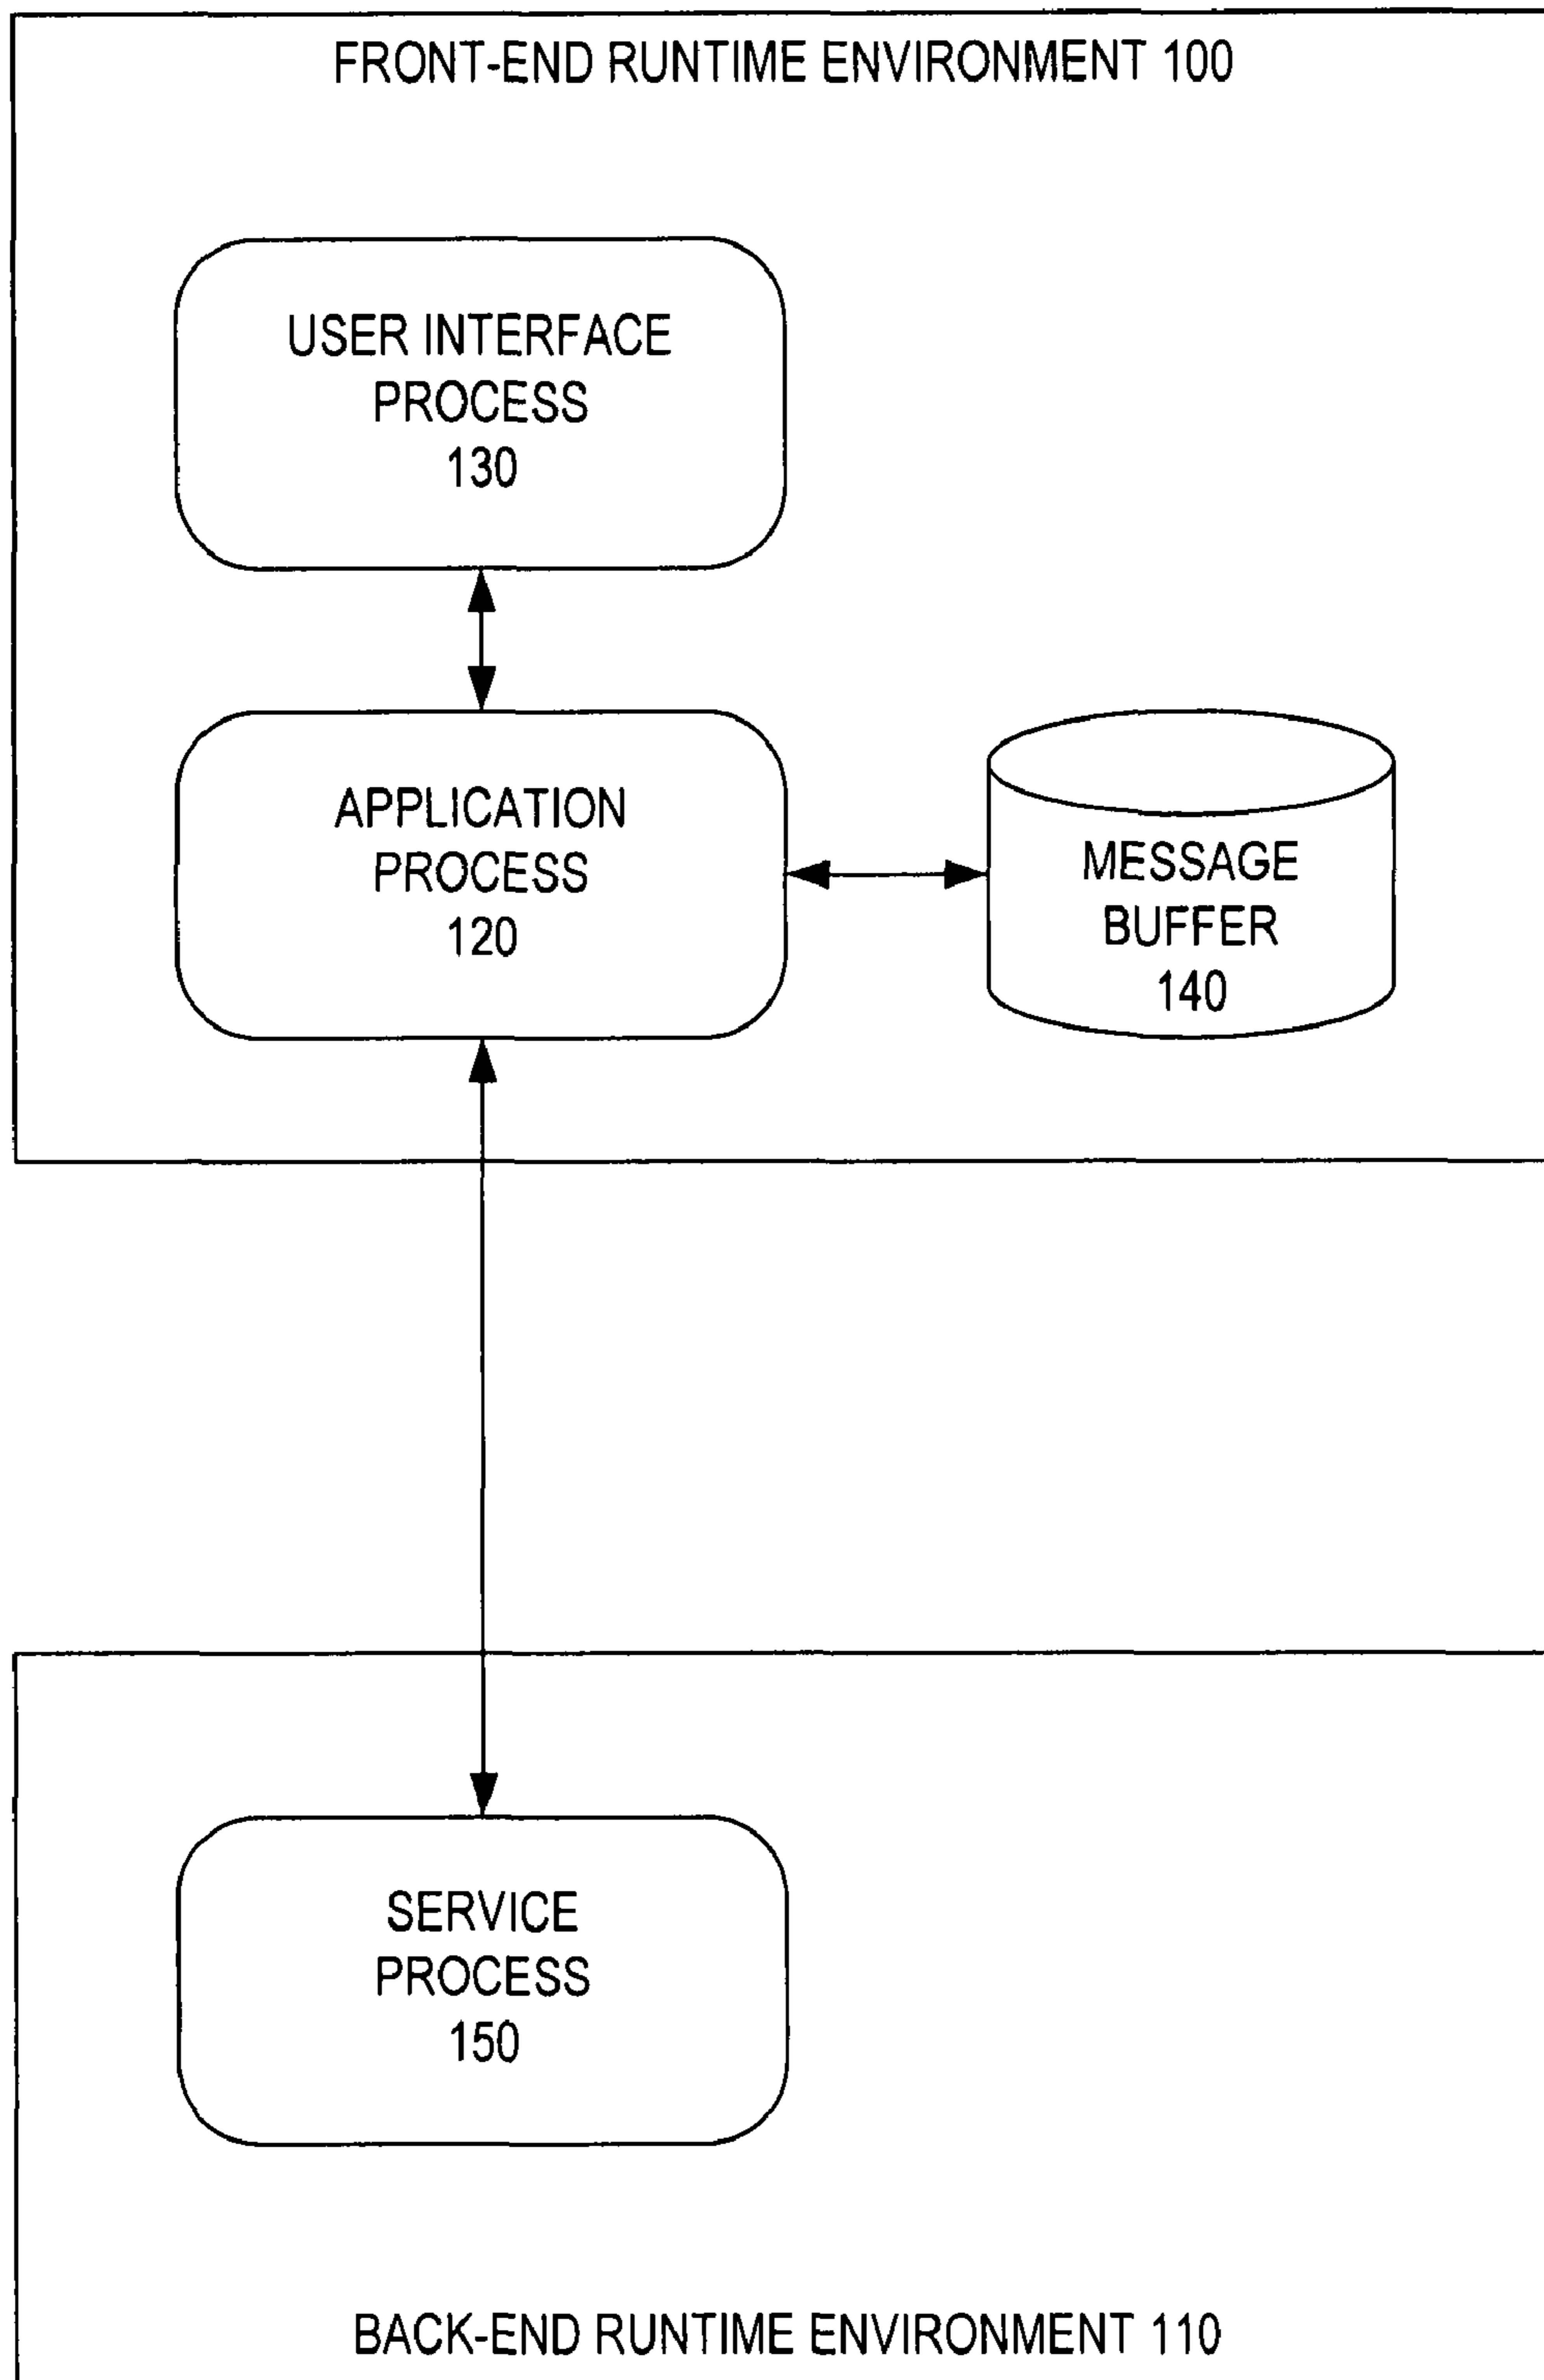 FRONT-END RUNTIME ENVIRONMENT 100
USER INTERFACE
PROCESS
130
APPLICATION
PROCESS
120
MESSAGE
BUFFER
140
SERVICE
PROCESS
150
BACK-END RUNTIME ENVIRONMENT 110